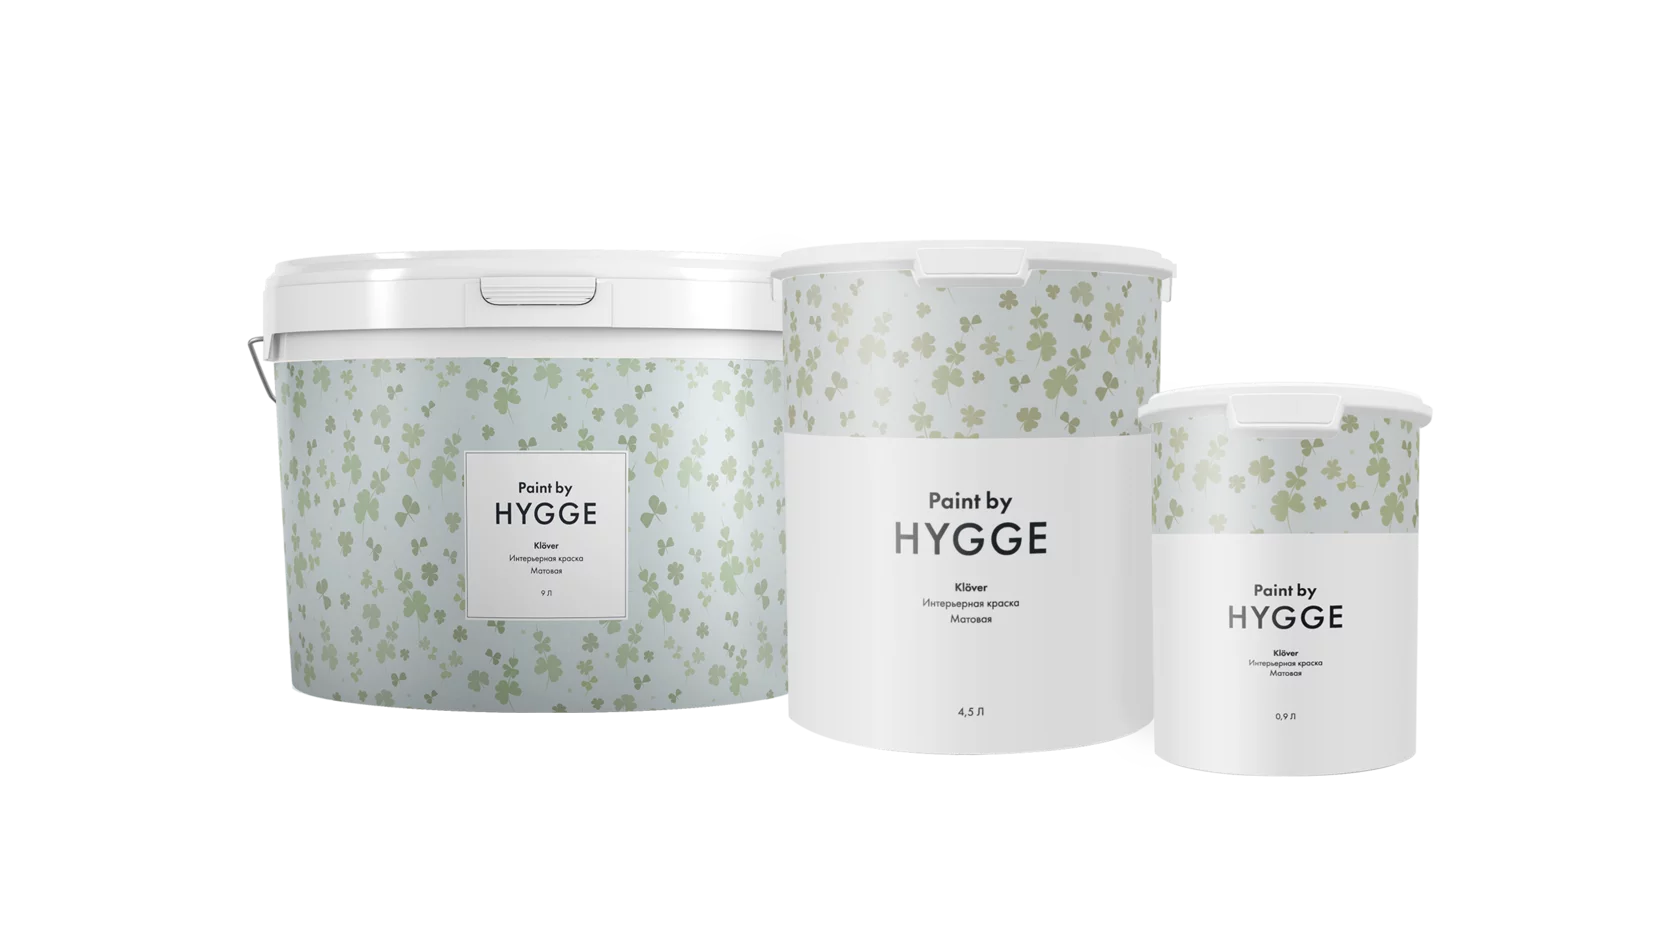 Paint by
HYGGE
Klöver
Интерьерная краска
Матовая
9 Л
Paint by
HYGGE
Klöver
Интерьерная краска
Матовая
4,5 Л
Paint by
HYGGE
Klöver
Интерьерная краска
Матовая
0,9 Л